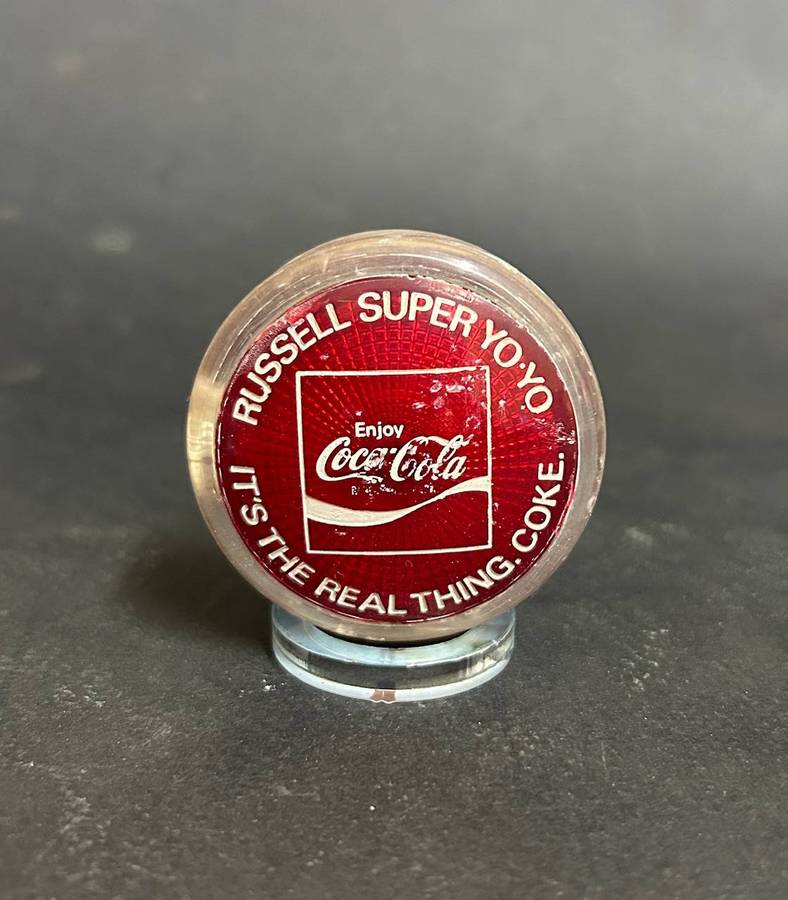 RUSSELL SUPER YO·YO
Enjoy
Coca-Cola
IT'S THE REAL THING. COKE.